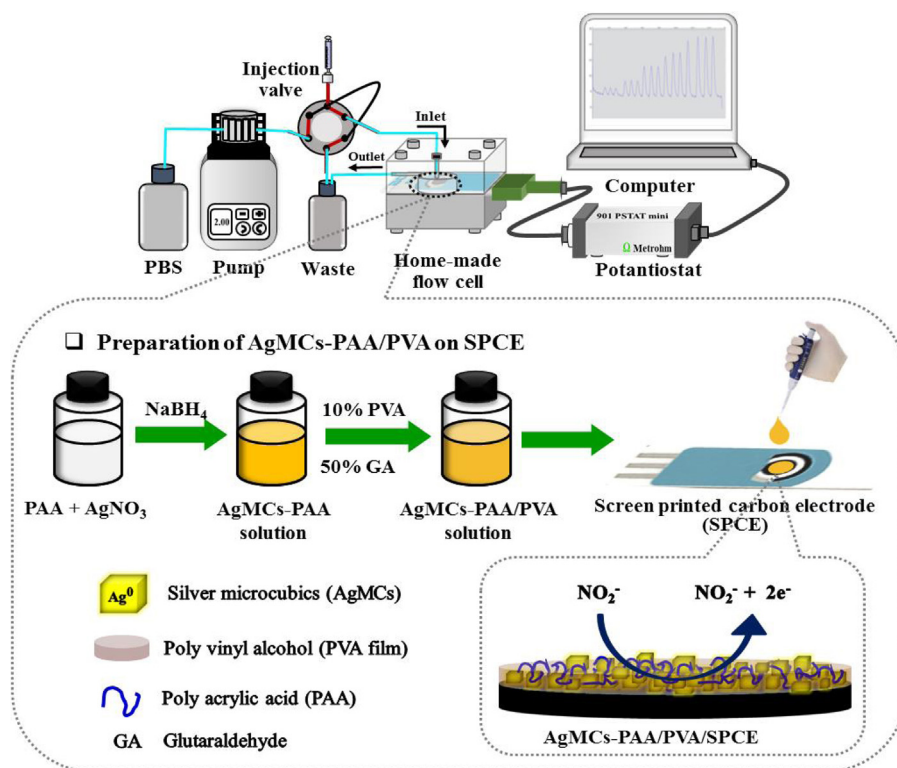 Injection
valve
Inlet
Outlet
2.00
PBS
Pump
Waste
Home-made
flow cell
Computer
901 PSTAT mini
Ω Metrohm
Potantiostat
❑ Preparation of AgMCs-PAA/PVA on SPCE
NaBH₄
10% PVA
50% GA
PAA + AgNO₃
AgMCs-PAA
solution
AgMCs-PAA/PVA
solution
Screen printed carbon electrode
(SPCE)
Ag⁰ Silver microcubics (AgMCs)
Poly vinyl alcohol (PVA film)
Poly acrylic acid (PAA)
GA Glutaraldehyde
NO₂⁻ NO₂⁻ + 2e⁻
AgMCs-PAA/PVA/SPCE